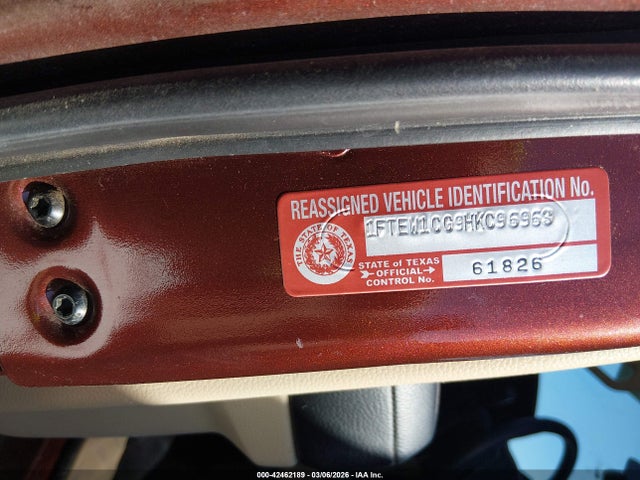 REASSIGNED VEHICLE IDENTIFICATION No.
1FTEW1CG9HKC96968
THE STATE OF TEXAS
STATE of TEXAS
OFFICIAL
CONTROL No.
61826
000-42462189 - 03/06/2026 - IAA Inc.